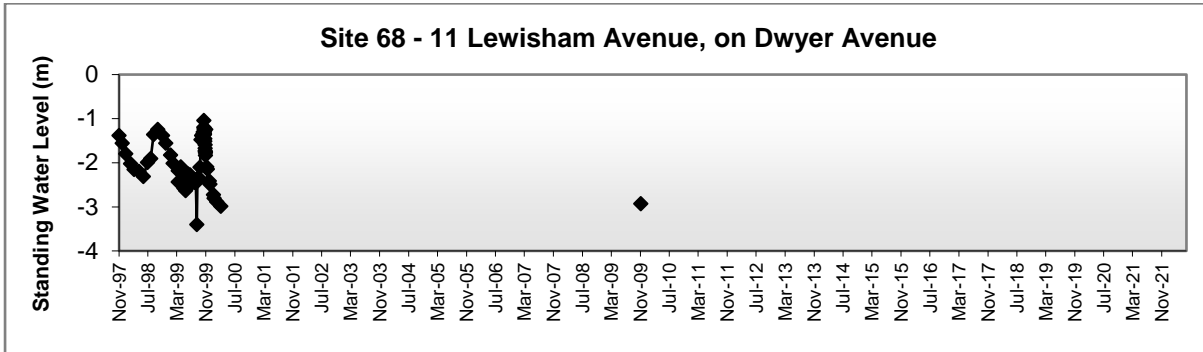 Site 68 - 11 Lewisham Avenue, on Dwyer Avenue
Standing Water Level (m)
0
-1
-2
-3
-4
Nov-97
Jul-98
Mar-99
Nov-99
Jul-00
Mar-01
Nov-01
Jul-02
Mar-03
Nov-03
Jul-04
Mar-05
Nov-05
Jul-06
Mar-07
Nov-07
Jul-08
Mar-09
Nov-09
Jul-10
Mar-11
Nov-11
Jul-12
Mar-13
Nov-13
Jul-14
Mar-15
Nov-15
Jul-16
Mar-17
Nov-17
Jul-18
Mar-19
Nov-19
Jul-20
Mar-21
Nov-21